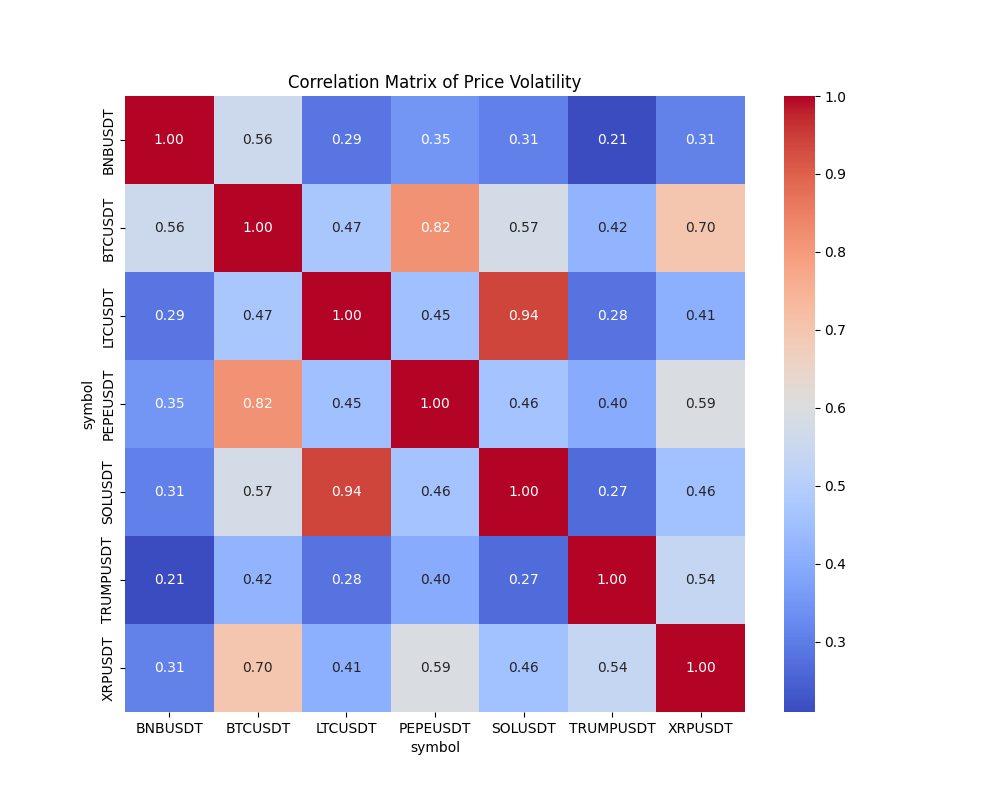 Correlation Matrix of Price Volatility
BNBUSDT 1.00 0.56 0.29 0.35 0.31 0.21 0.31
BTCUSDT 0.56 1.00 0.47 0.82 0.57 0.42 0.70
LTCUSDT 0.29 0.47 1.00 0.45 0.94 0.28 0.41
PEPEUSDT 0.35 0.82 0.45 1.00 0.46 0.40 0.59
SOLUSDT 0.31 0.57 0.94 0.46 1.00 0.27 0.46
TRUMPUSDT 0.21 0.42 0.28 0.40 0.27 1.00 0.54
XRPUSDT 0.31 0.70 0.41 0.59 0.46 0.54 1.00
symbol
BNBUSDT BTCUSDT LTCUSDT PEPEUSDT SOLUSDT TRUMPUSDT XRPUSDT
symbol
1.0
0.9
0.8
0.7
0.6
0.5
0.4
0.3